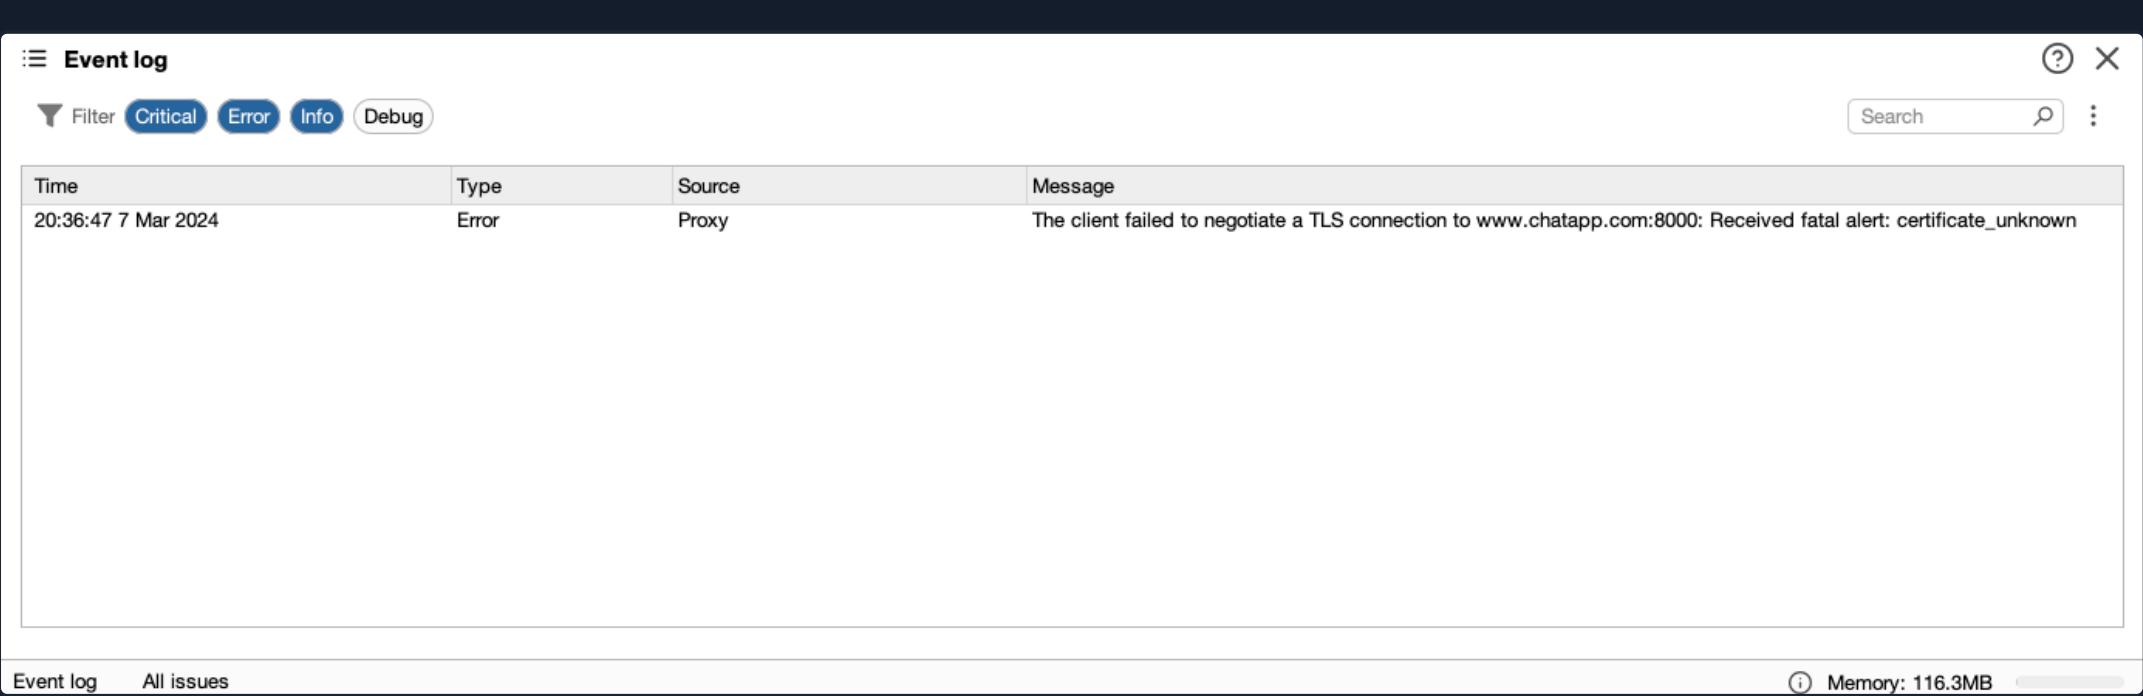 Event log
Filter Critical Error Info Debug Search
Time Type Source Message
20:36:47 7 Mar 2024 Error Proxy The client failed to negotiate a TLS connection to www.chatapp.com:8000: Received fatal alert: certificate_unknown
Event log All issues Memory: 116.3MB